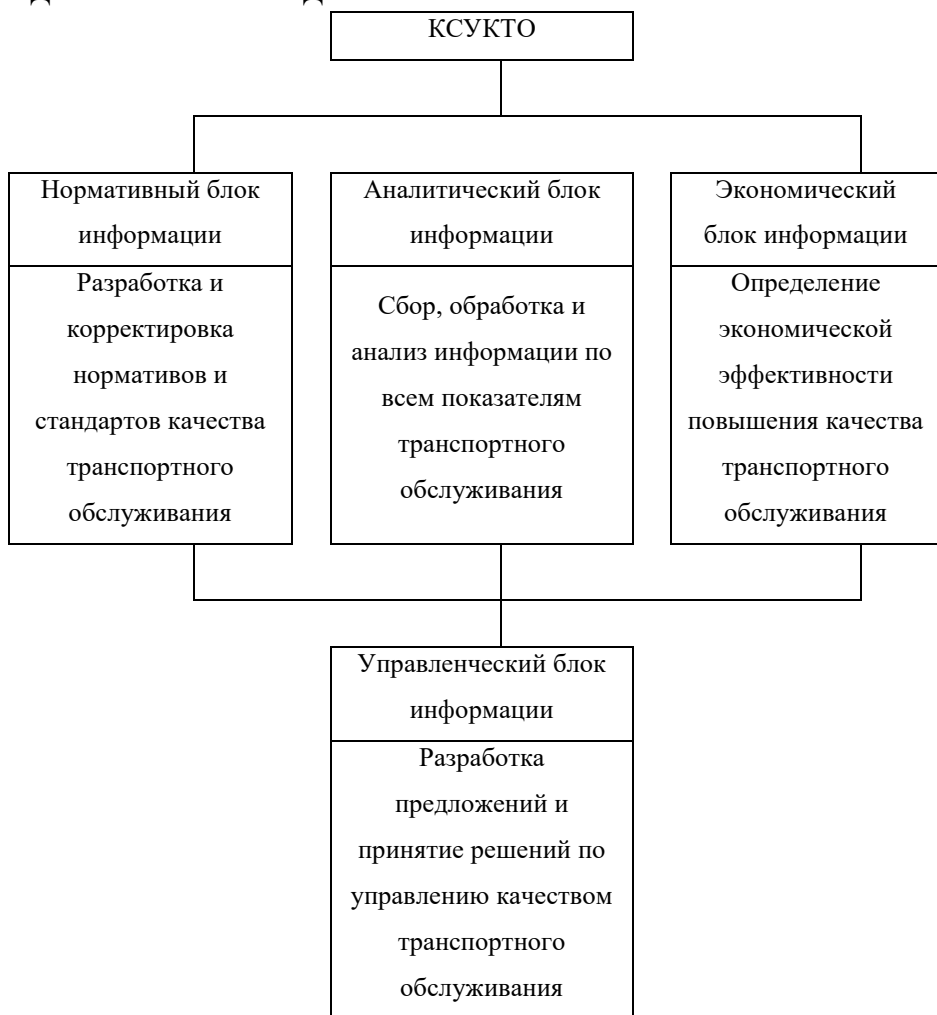 КСУКТО
Нормативный блок
информации
Разработка и
корректировка
нормативов и
стандартов качества
транспортного
обслуживания
Аналитический блок
информации
Сбор, обработка и
анализ информации по
всем показателям
транспортного
обслуживания
Экономический
блок информации
Определение
экономической
эффективности
повышения качества
транспортного
обслуживания
Управленческий блок
информации
Разработка
предложений и
принятие решений по
управлению качеством
транспортного
обслуживания